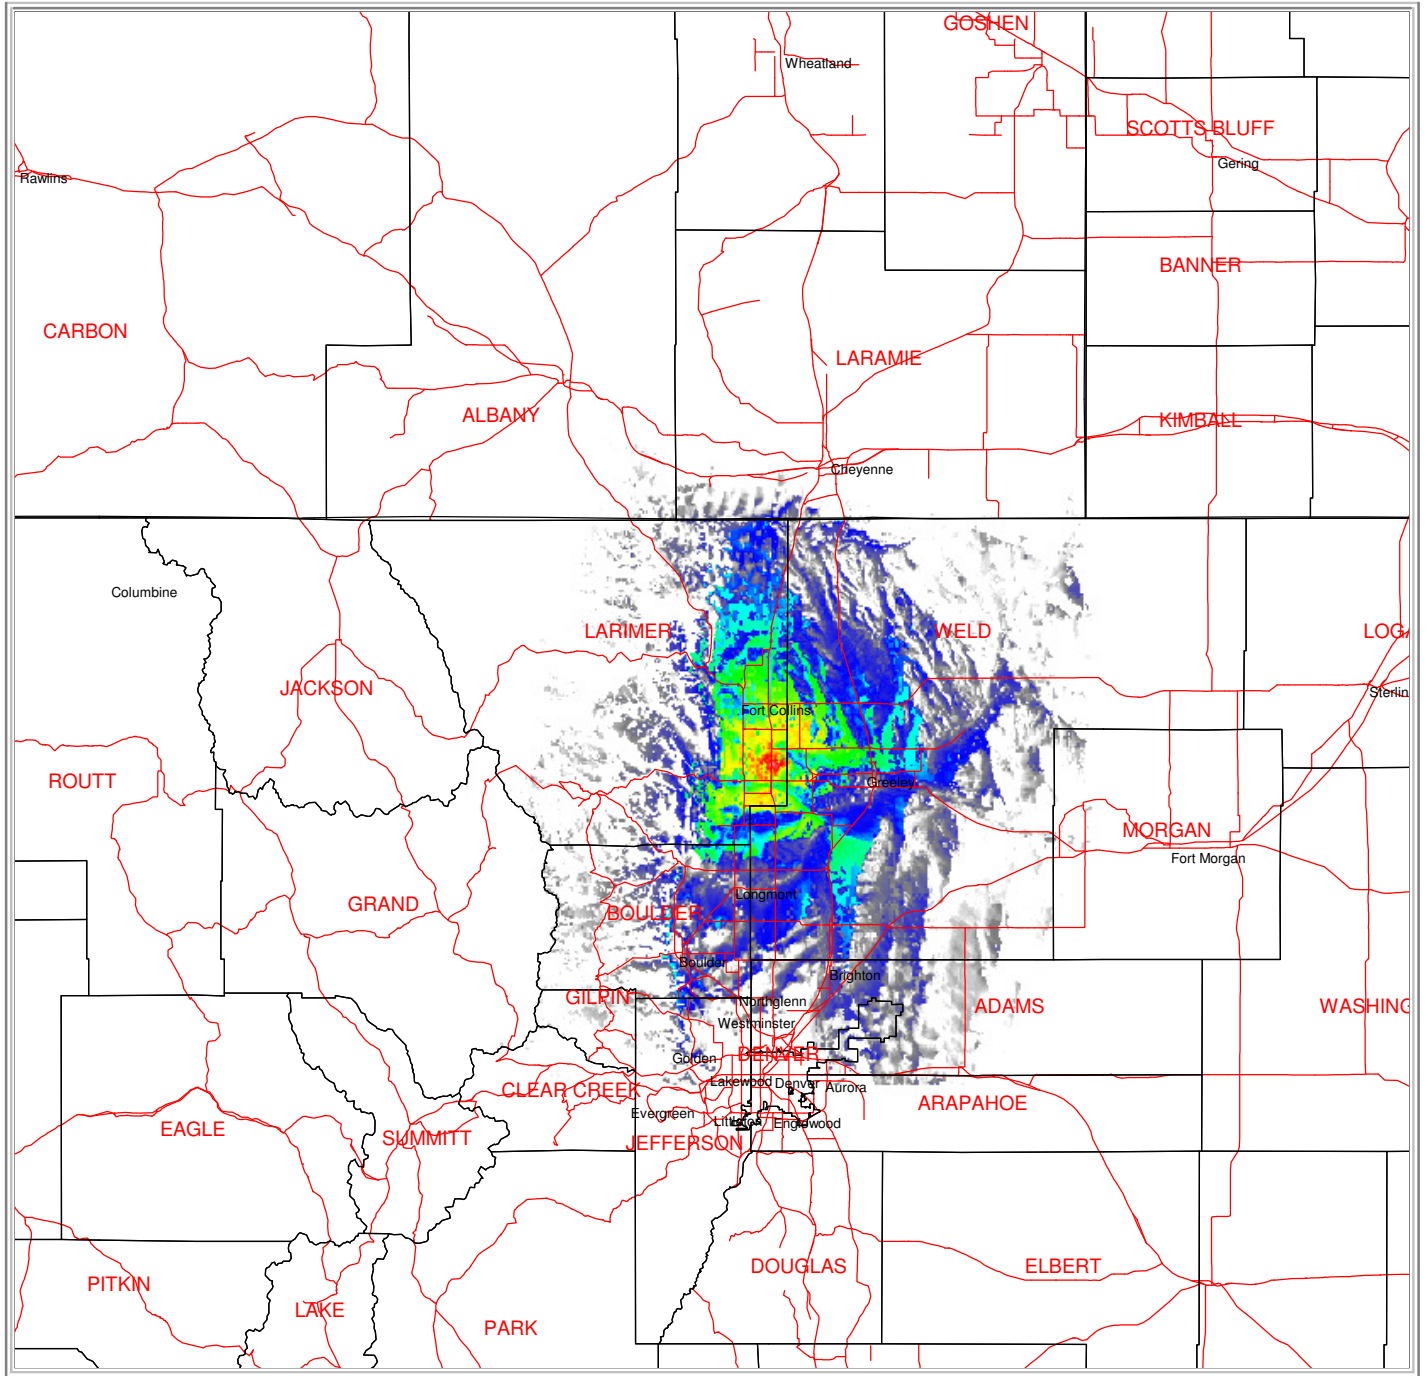 GOSHEN
Wheatland
SCOTTS BLUFF
Gering
Rawlins
BANNER
CARBON
LARAMIE
ALBANY
KIMBALL
Cheyenne
Columbine
LARIMER
WELD
LOGA
JACKSON
Sterlin
Fort Collins
ROUTT
Greeley
MORGAN
Fort Morgan
Longmont
GRAND
BOULDER
Boulder
Brighton
GILPIN
Northglenn
ADAMS
WASHING
Westminster
DENVER
Golden
Lakewood
Denver
Aurora
CLEAR CREEK
ARAPAHOE
Evergreen
Littleton
Englewood
EAGLE
SUMMITT
JEFFERSON
DOUGLAS
ELBERT
PITKIN
LAKE
PARK